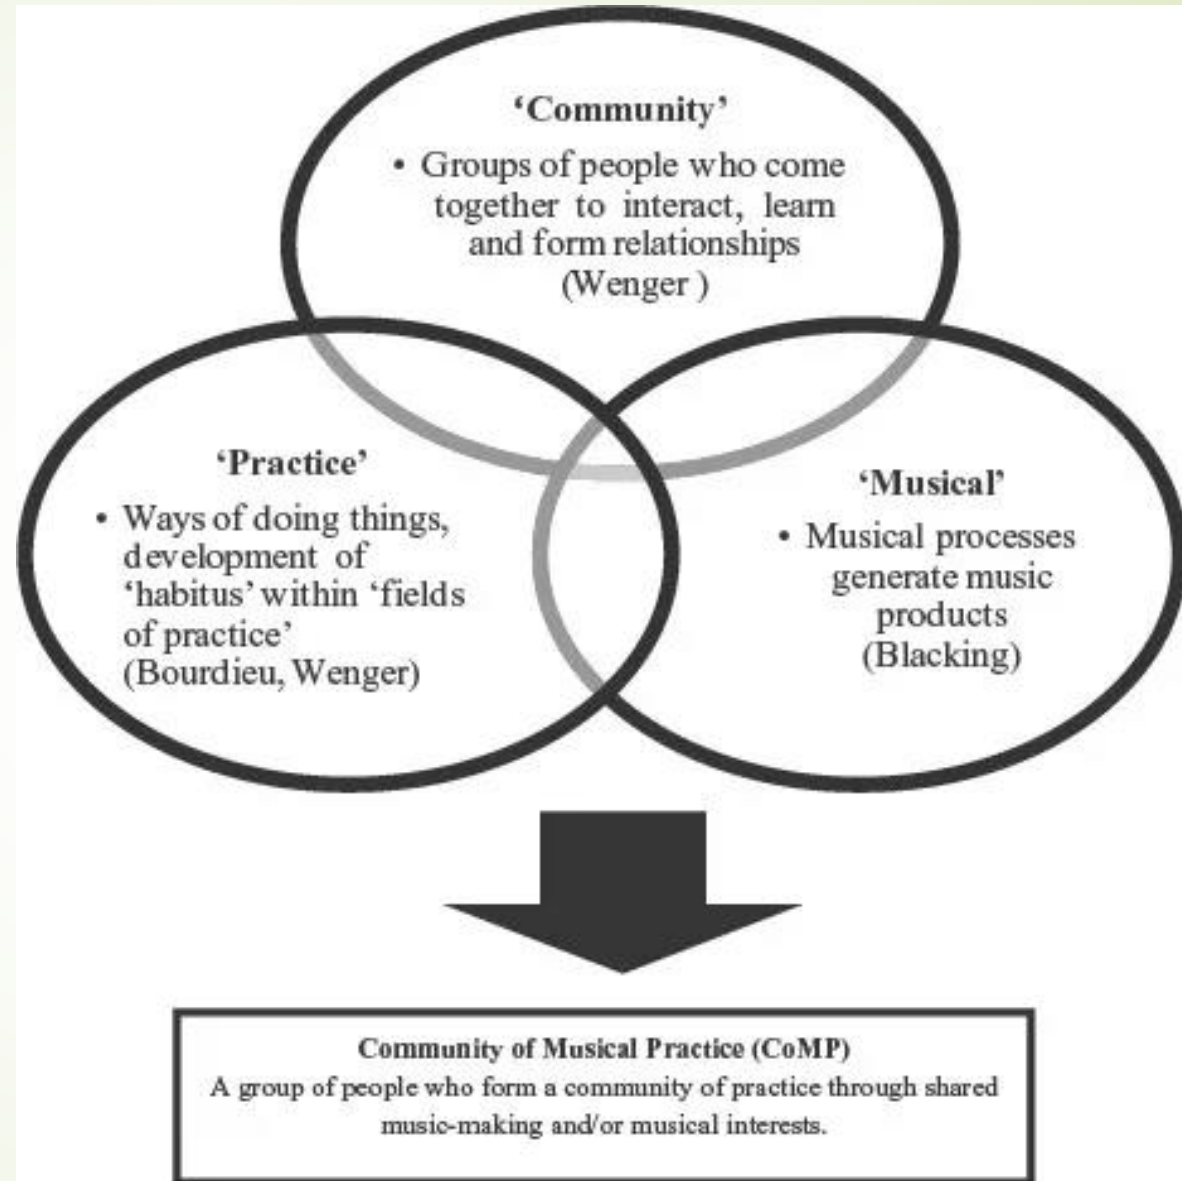 ‘Community’
• Groups of people who come
together to interact, learn
and form relationships
(Wenger )
‘Practice’
• Ways of doing things,
development of
‘habitus’ within ‘fields
of practice’
(Bourdieu, Wenger)
‘Musical’
• Musical processes
generate music
products
(Blacking)
Community of Musical Practice (CoMP)
A group of people who form a community of practice through shared
music-making and/or musical interests.